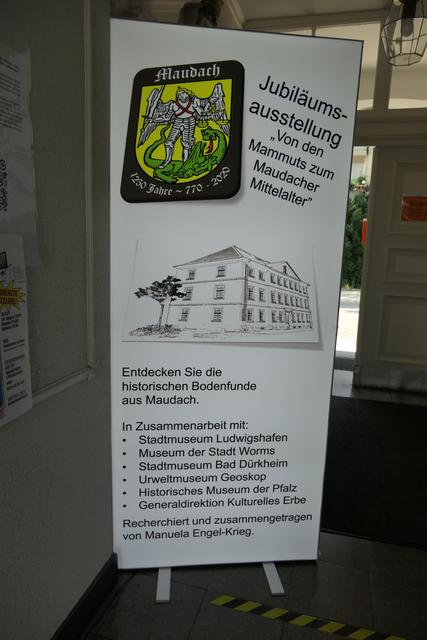 Maudach
1250 Jahre ~ 770 - 2020
Jubiläums-
ausstellung
„Von den
Mammuts zum
Maudacher
Mittelalter"
Entdecken Sie die
historischen Bodenfunde
aus Maudach.
In Zusammenarbeit mit:
• Stadtmuseum Ludwigshafen
• Museum der Stadt Worms
• Stadtmuseum Bad Dürkheim
• Urweltmuseum Geoskop
• Historisches Museum der Pfalz
• Generaldirektion Kulturelles Erbe
Recherchiert und zusammengetragen
von Manuela Engel-Krieg.